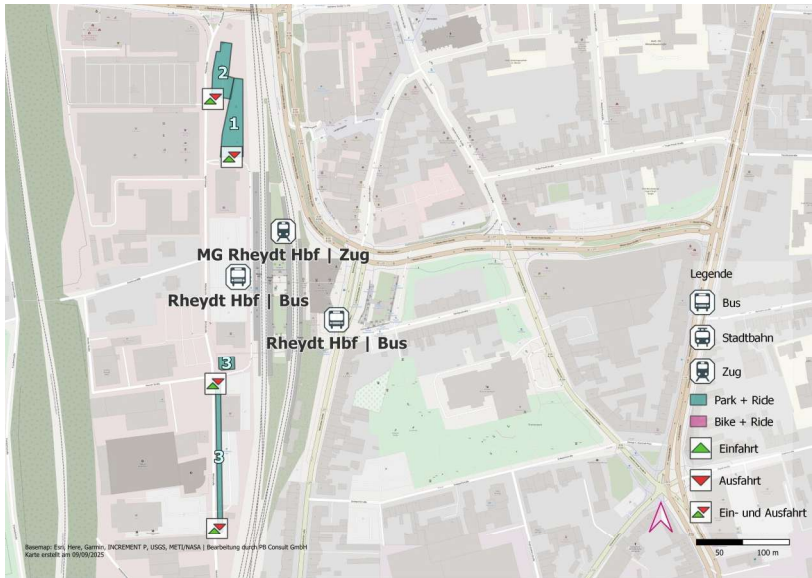 2
1
MG Rheydt Hbf | Zug
Rheydt Hbf | Bus
Rheydt Hbf | Bus
3
3
Legende
Bus
Stadtbahn
Zug
Park + Ride
Bike + Ride
Einfahrt
Ausfahrt
Ein- und Ausfahrt
50 100 m
Basemap: Esri, Here, Garmin, INCREMENT P, USGS, METI/NASA | Bearbeitung durch PB Consult GmbH
Karte erstellt am 09/09/2025